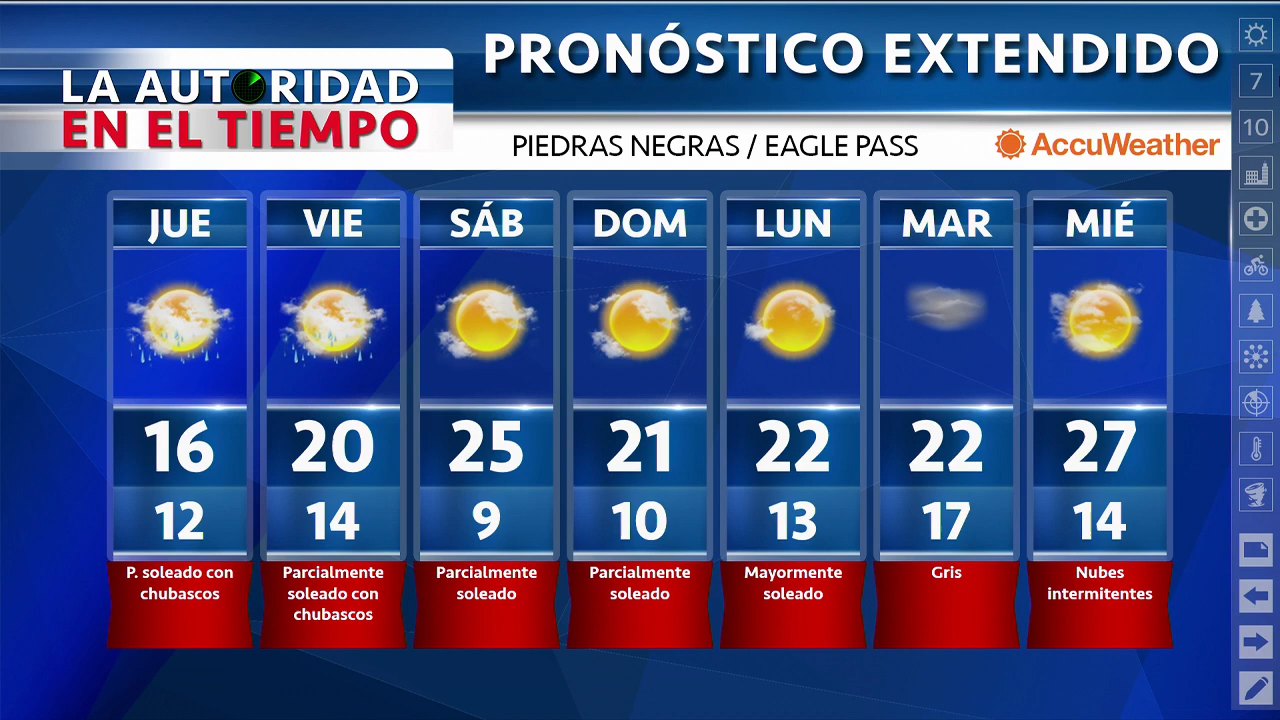 PRONÓSTICO EXTENDIDO
LA AUTORIDAD
EN EL TIEMPO
PIEDRAS NEGRAS / EAGLE PASS
AccuWeather
7
10
JUE
VIE
SÁB
DOM
LUN
MAR
MIÉ
16
20
25
21
22
22
27
12
14
9
10
13
17
14
P. soleado con
chubascos
Parcialmente
soleado con
chubascos
Parcialmente
soleado
Parcialmente
soleado
Mayormente
soleado
Gris
Nubes
intermitentes